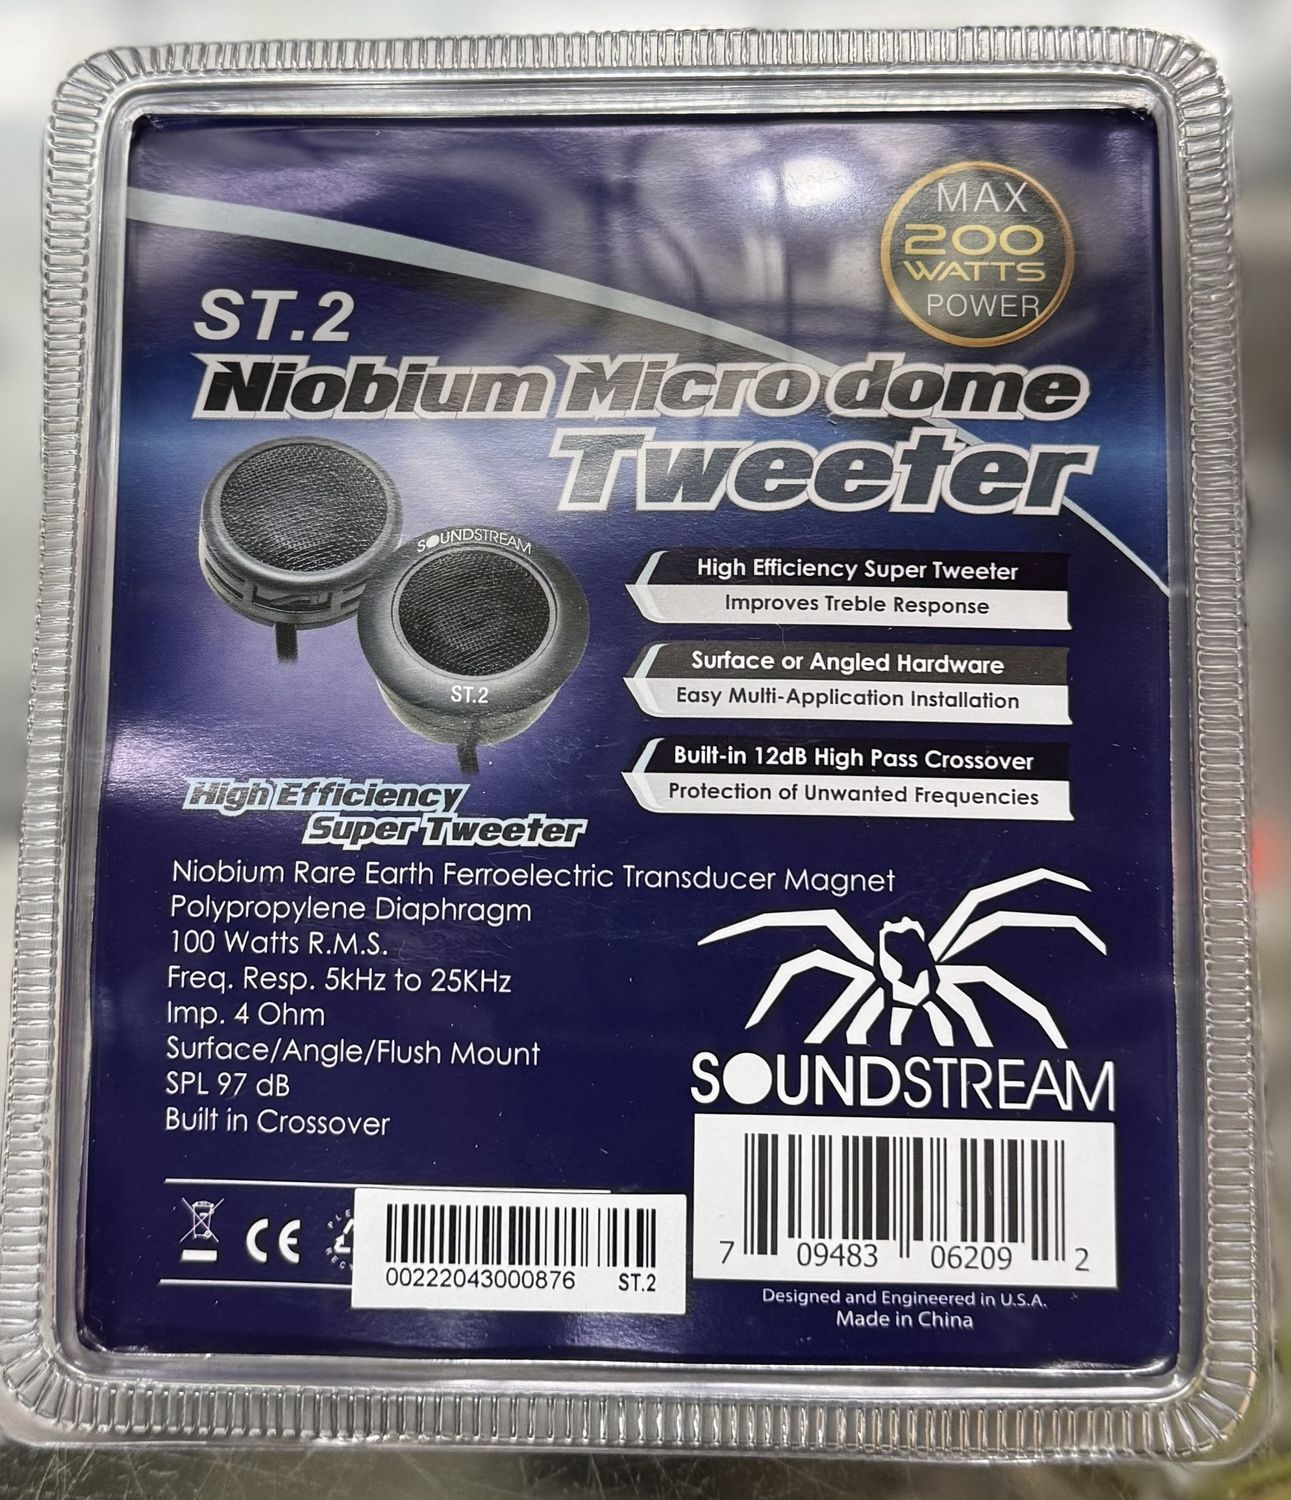 MAX
200
WATTS
POWER
ST.2
Niobium Micro dome
Tweeter
SOUNDSTREAM
ST.2
High Efficiency Super Tweeter
Improves Treble Response
Surface or Angled Hardware
Easy Multi-Application Installation
Built-in 12dB High Pass Crossover
Protection of Unwanted Frequencies
High Efficiency
Super Tweeter
Niobium Rare Earth Ferroelectric Transducer Magnet
Polypropylene Diaphragm
100 Watts R.M.S.
Freq. Resp. 5kHz to 25KHz
Imp. 4 Ohm
Surface/Angle/Flush Mount
SPL 97 dB
Built in Crossover
SOUNDSTREAM
CE
00222043000876 ST.2
7 09483 06209 2
Designed and Engineered in U.S.A.
Made in China